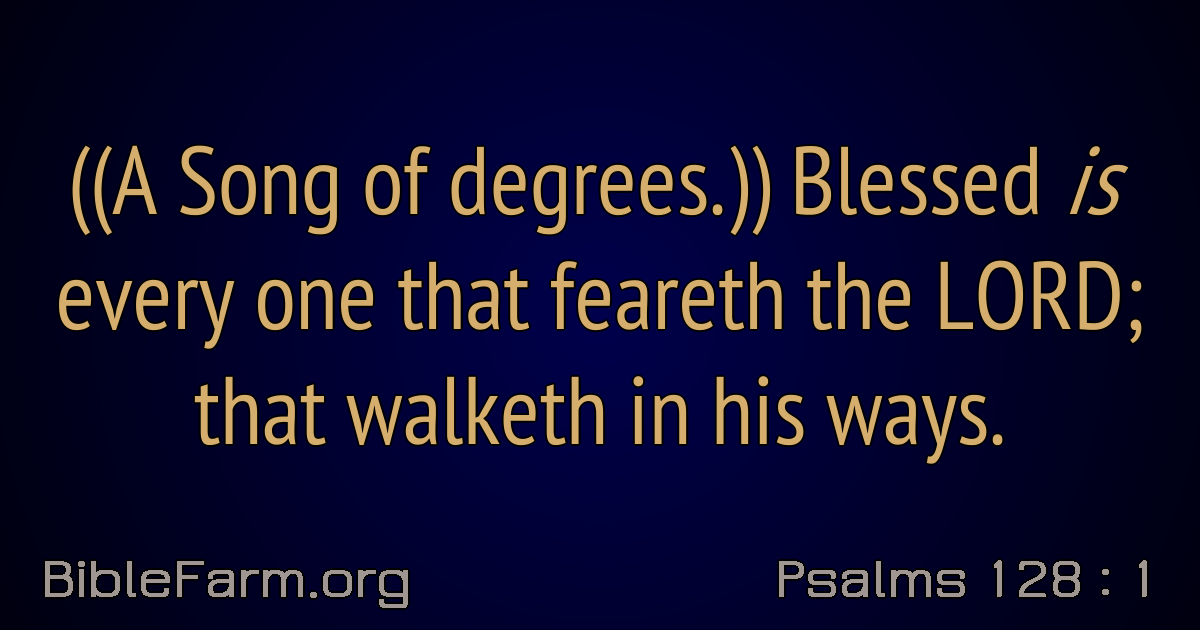 ((A Song of degrees.)) Blessed is
every one that feareth the LORD;
that walketh in his ways.
BibleFarm.org
Psalms 128 : 1